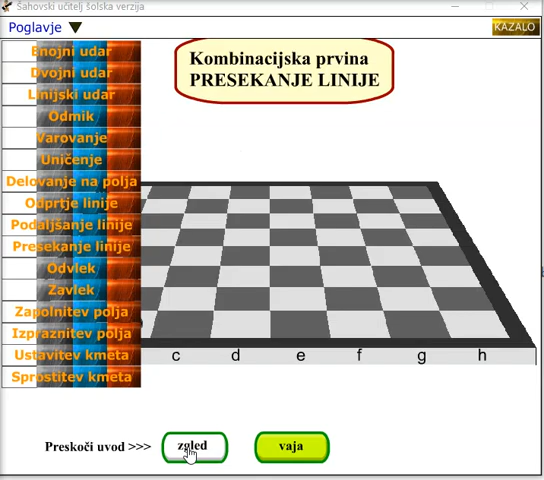 Šahovski učitelj šolska verzija
Poglavje
KAZALO
Kombinacijska prvina
PRESEKANJE LINIJE
Enojni udar
Dvojni udar
Linijski udar
Odmik
Varovanje
Uničenje
Delovanje na polja
Odprtje linije
Podaljšanje linije
Presekanje linije
Odvlek
Zavlek
Zapolnitev polja
Izpraznitev polja
Ustavitev kmeta
Sprostitev kmeta
c d e f g h
Preskoči uvod >>> zgled vaja